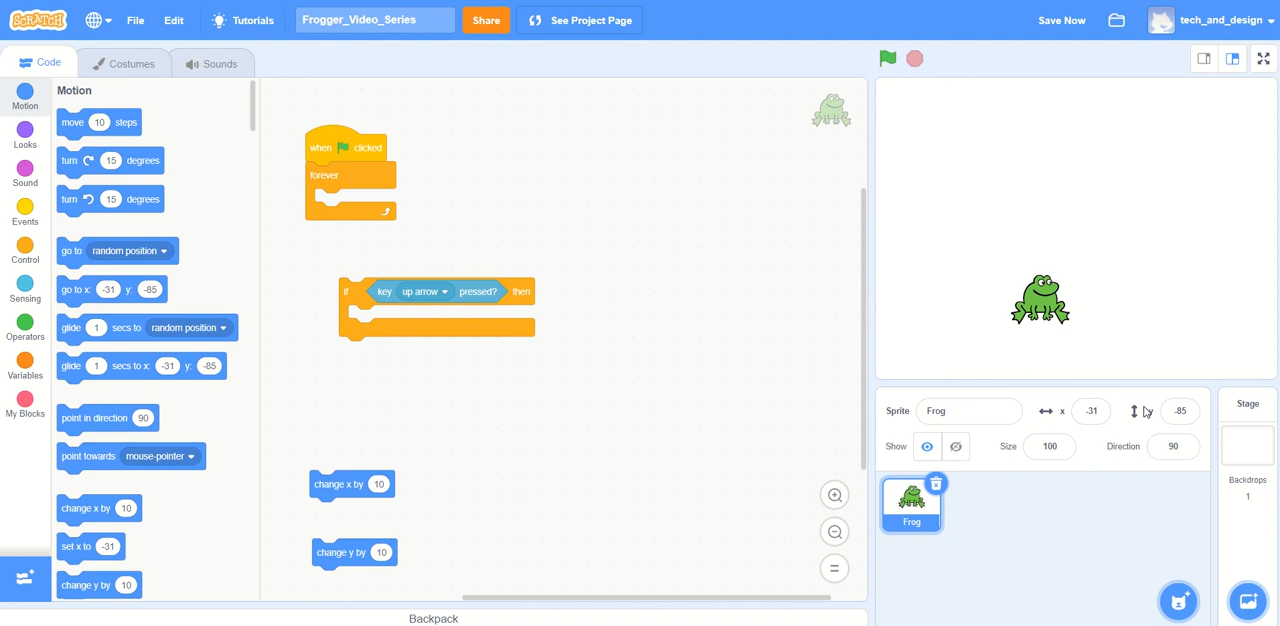 SCRATCH File Edit Tutorials Frogger_Video_Series Share See Project Page Save Now tech_and_design
Code Costumes Sounds
Motion
Looks
Sound
Events
Control
Sensing
Operators
Variables
My Blocks
Motion
move 10 steps
turn 15 degrees
turn 15 degrees
go to random position
go to x: -31 y: -85
glide 1 secs to random position
glide 1 secs to x: -31 y: -85
point in direction 90
point towards mouse-pointer
change x by 10
set x to -31
change y by 10
when clicked
forever
if key up arrow pressed? then
change x by 10
change y by 10
Sprite Frog x -31 y -85
Show Size 100 Direction 90
Frog
Stage
Backdrops
1
Backpack